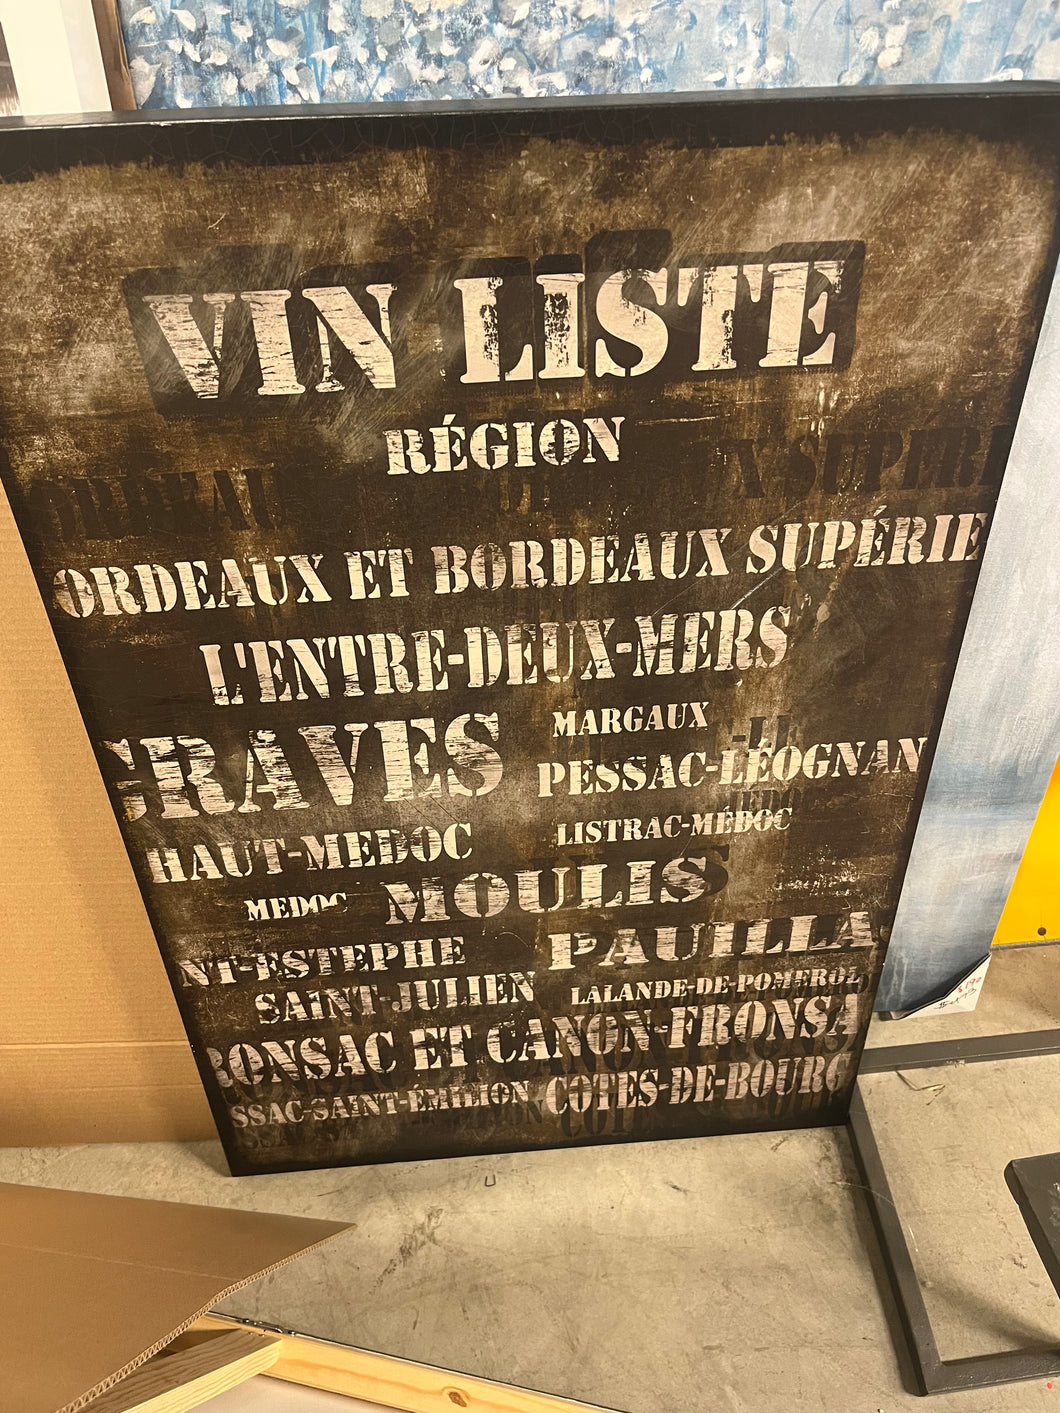 VIN LISTE
RÉGION
ORDEAUX ET BORDEAUX SUPÉRIE
L'ENTRE-DEUX-MERS
GRAVES
MARGAUX
PESSAC-LÉOGNAN
HAUT-MEDOC
LISTRAC-MÉDOC
MEDOC
MOULIS
NT-ESTEPHE
PAUILLA
SAINT-JULIEN
LALANDE-DE-POMEROL
RONSAC ET CANON-FRONSA
SSAC-SAINT-ÉMILION
COTES-DE-BOURG